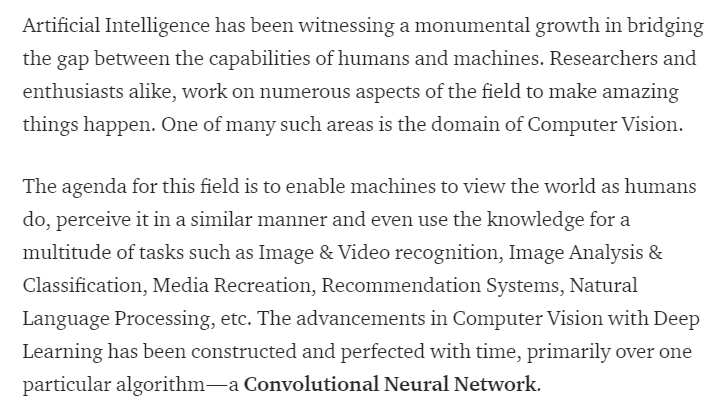 Artificial Intelligence has been witnessing a monumental growth in bridging
the gap between the capabilities of humans and machines. Researchers and
enthusiasts alike, work on numerous aspects of the field to make amazing
things happen. One of many such areas is the domain of Computer Vision.
The agenda for this field is to enable machines to view the world as humans
do, perceive it in a similar manner and even use the knowledge for a
multitude of tasks such as Image & Video recognition, Image Analysis &
Classification, Media Recreation, Recommendation Systems, Natural
Language Processing, etc. The advancements in Computer Vision with Deep
Learning has been constructed and perfected with time, primarily over one
particular algorithm—a Convolutional Neural Network.